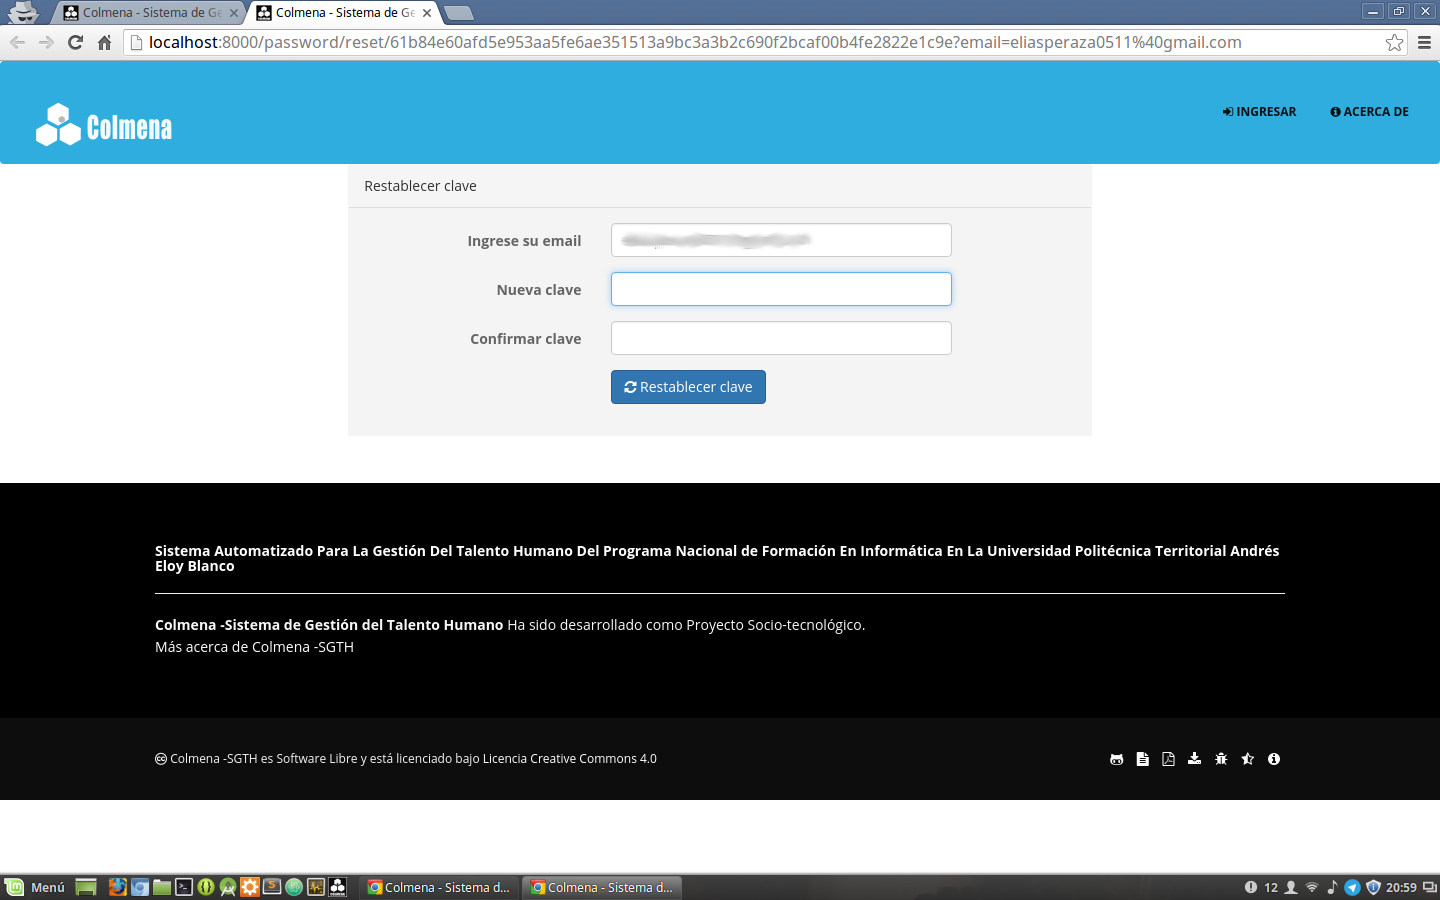 Colmena - Sistema de Ge
Colmena - Sistema de Ge
localhost:8000/password/reset/61b84e60afd5e953aa5fe6ae351513a9bc3a3b2c690f2bcaf00b4fe2822e1c9e?email=eliasperaza0511%40gmail.com
Colmena
INGRESAR
ACERCA DE
Restablecer clave
Ingrese su email
Nueva clave
Confirmar clave
Restablecer clave
Sistema Automatizado Para La Gestión Del Talento Humano Del Programa Nacional de Formación En Informática En La Universidad Politécnica Territorial Andrés
Eloy Blanco
Colmena -Sistema de Gestión del Talento Humano Ha sido desarrollado como Proyecto Socio-tecnológico.
Más acerca de Colmena -SGTH
Colmena -SGTH es Software Libre y está licenciado bajo Licencia Creative Commons 4.0
Menú
Colmena - Sistema d...
Colmena - Sistema d...
12
20:59